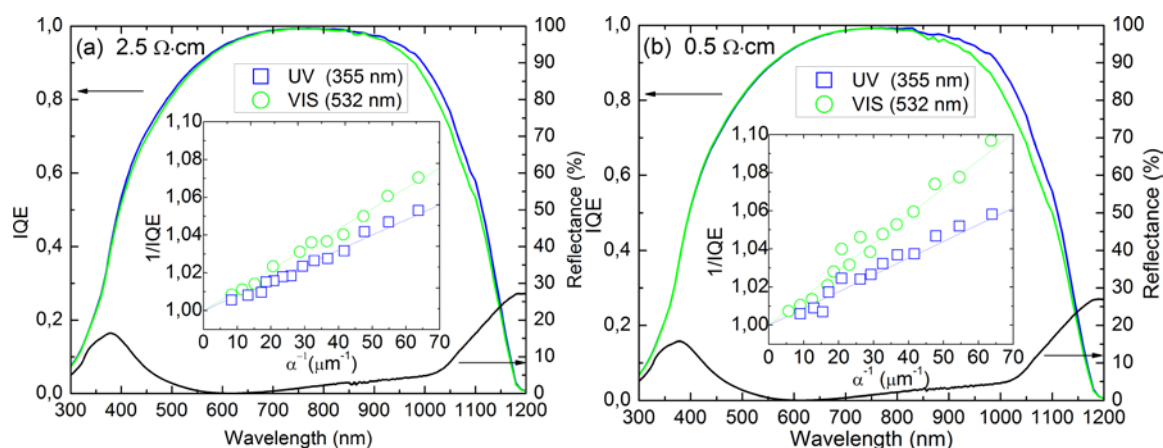 (a) 2.5 Ω·cm
UV (355 nm)
VIS (532 nm)
1,0
0,8
0,6
0,4
0,2
0,0
IQE
100
90
80
70
60
50
40
30
20
10
0
Reflectance (%)
300 400 500 600 700 800 900 1000 1100 1200
Wavelength (nm)
1,10
1,08
1,06
1,04
1,02
1,00
1/IQE
0 10 20 30 40 50 60 70
α⁻¹(μm⁻¹)
(b) 0.5 Ω·cm
UV (355 nm)
VIS (532 nm)
1,0
0,8
0,6
0,4
0,2
0,0
IQE
100
90
80
70
60
50
40
30
20
10
0
Reflectance (%)
300 400 500 600 700 800 900 1000 1100 1200
Wavelength (nm)
1,10
1,08
1,06
1,04
1,02
1,00
1/IQE
0 10 20 30 40 50 60 70
α⁻¹ (μm⁻¹)